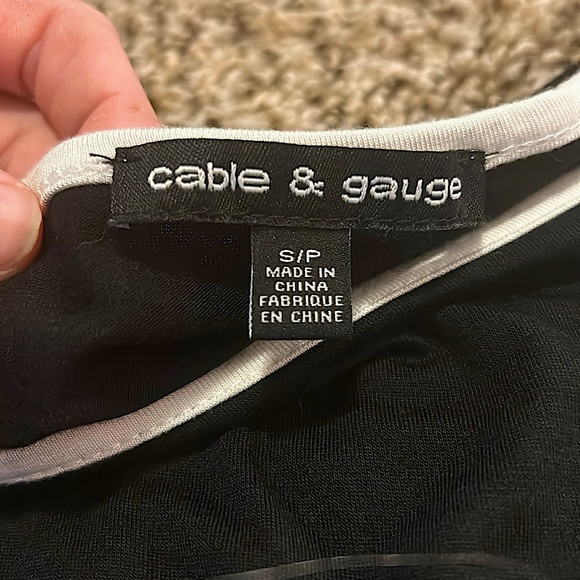 cable & gauge
S/P
MADE IN
CHINA
FABRIQUE
EN CHINE